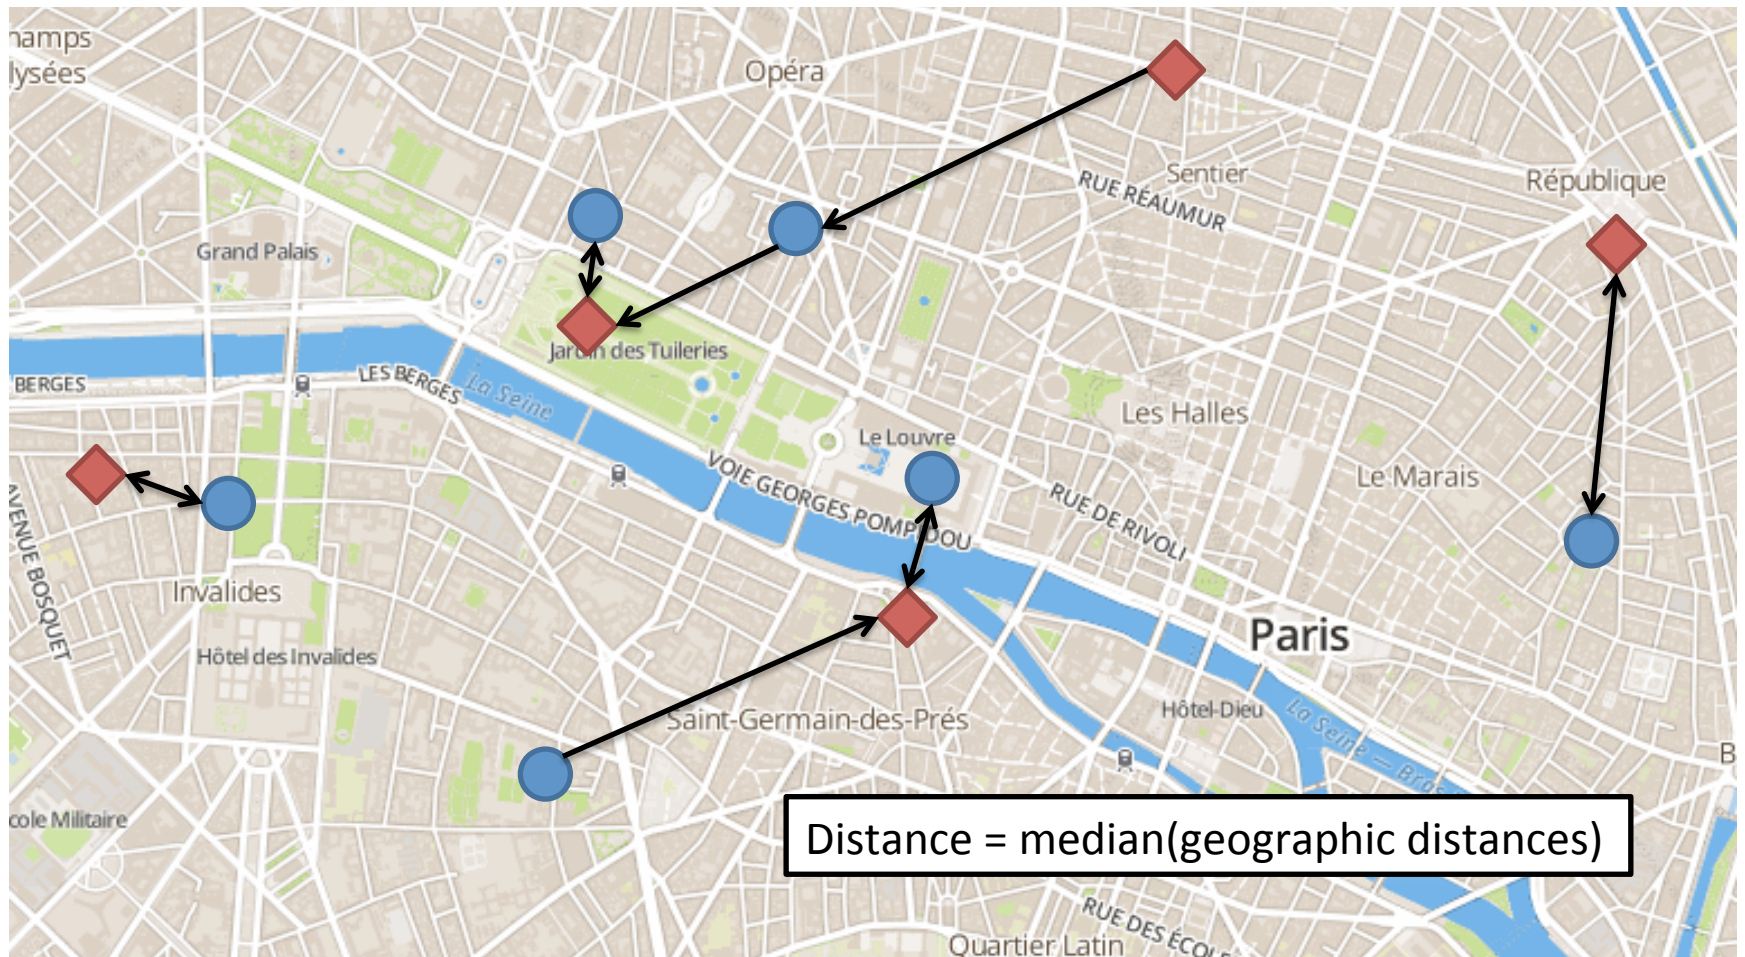 hamps
lysées
Opéra
Sentier
RUE RÉAUMUR
République
Grand Palais
Jardin des Tuileries
BERGES
LES BERGES
La Seine
Les Halles
Le Louvre
Le Marais
VOIE GEORGES POMPIDOU
RUE DE RIVOLI
AVENUE BOSQUET
Invalides
Paris
Hôtel des Invalides
Saint-Germain-des-Prés
Hôtel-Dieu
La Seine — Bras
B
cole Militaire
Distance = median(geographic distances)
RUE DES ÉCOL
Quartier Latin